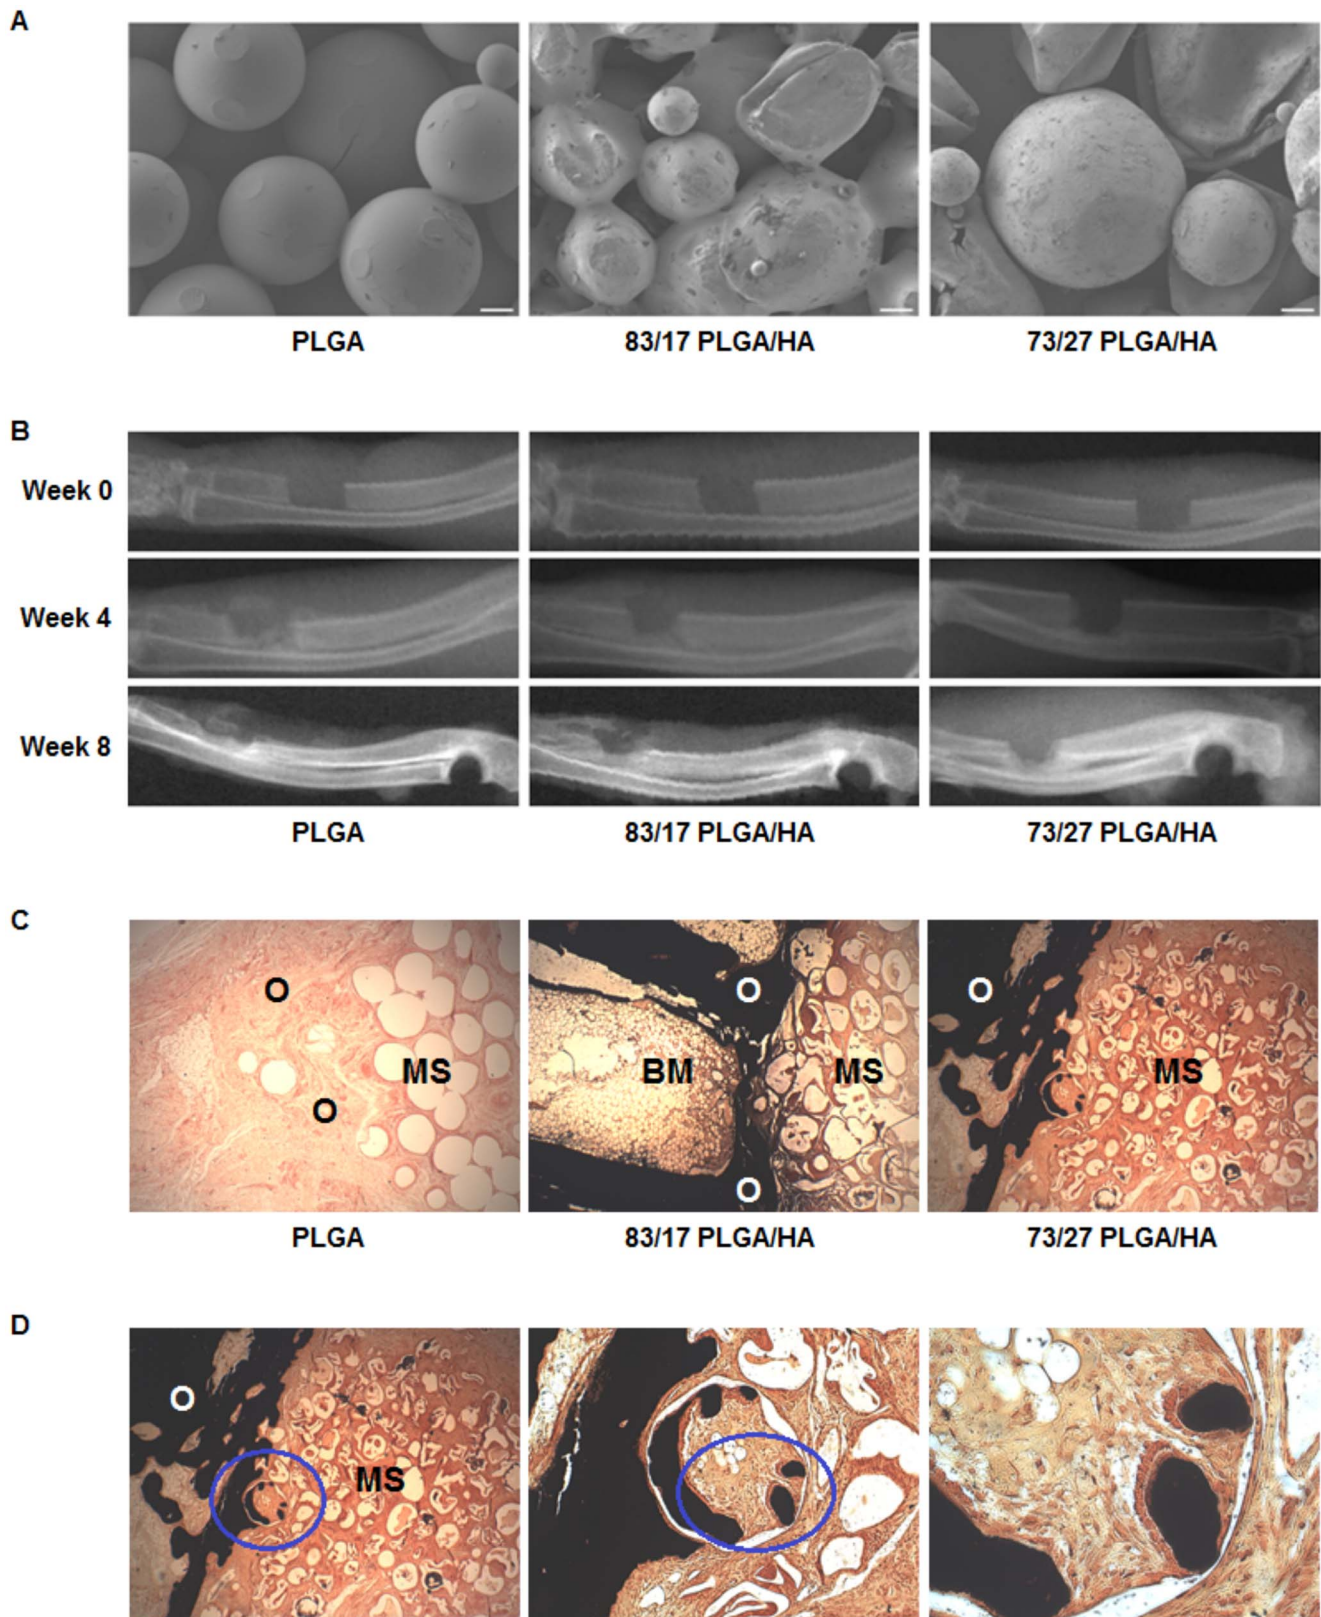 A
PLGA 83/17 PLGA/HA 73/27 PLGA/HA
B
Week 0
Week 4
Week 8
PLGA 83/17 PLGA/HA 73/27 PLGA/HA
C
O O O
MS BM MS MS
O O
PLGA 83/17 PLGA/HA 73/27 PLGA/HA
D
O
MS